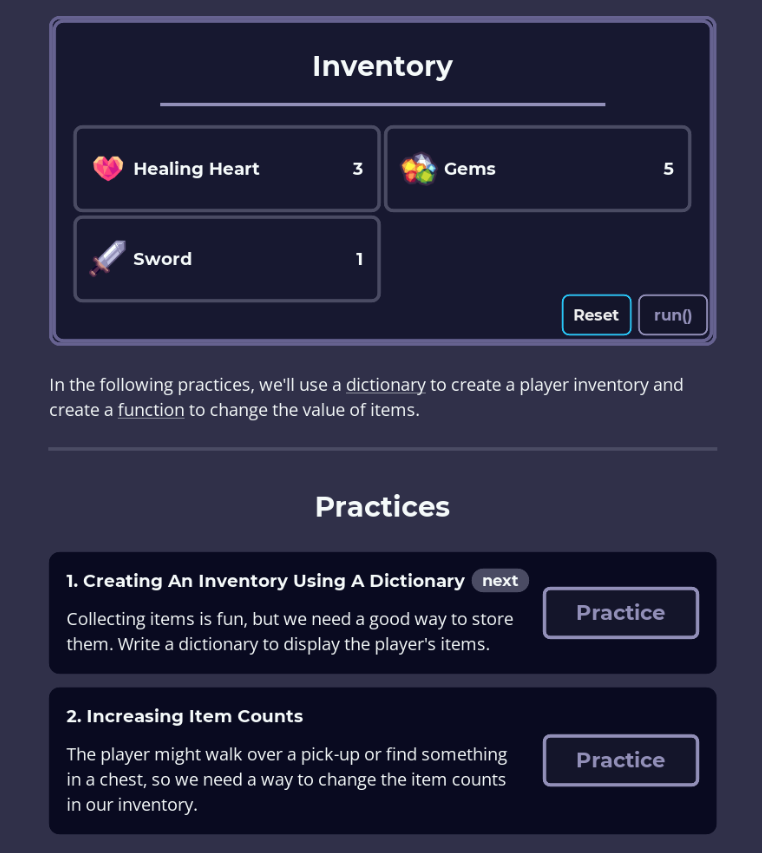 Inventory
Healing Heart 3
Gems 5
Sword 1
Reset run()
In the following practices, we'll use a dictionary to create a player inventory and
create a function to change the value of items.
Practices
1. Creating An Inventory Using A Dictionary next
Collecting items is fun, but we need a good way to store
them. Write a dictionary to display the player's items.
Practice
2. Increasing Item Counts
The player might walk over a pick-up or find something
in a chest, so we need a way to change the item counts
in our inventory.
Practice